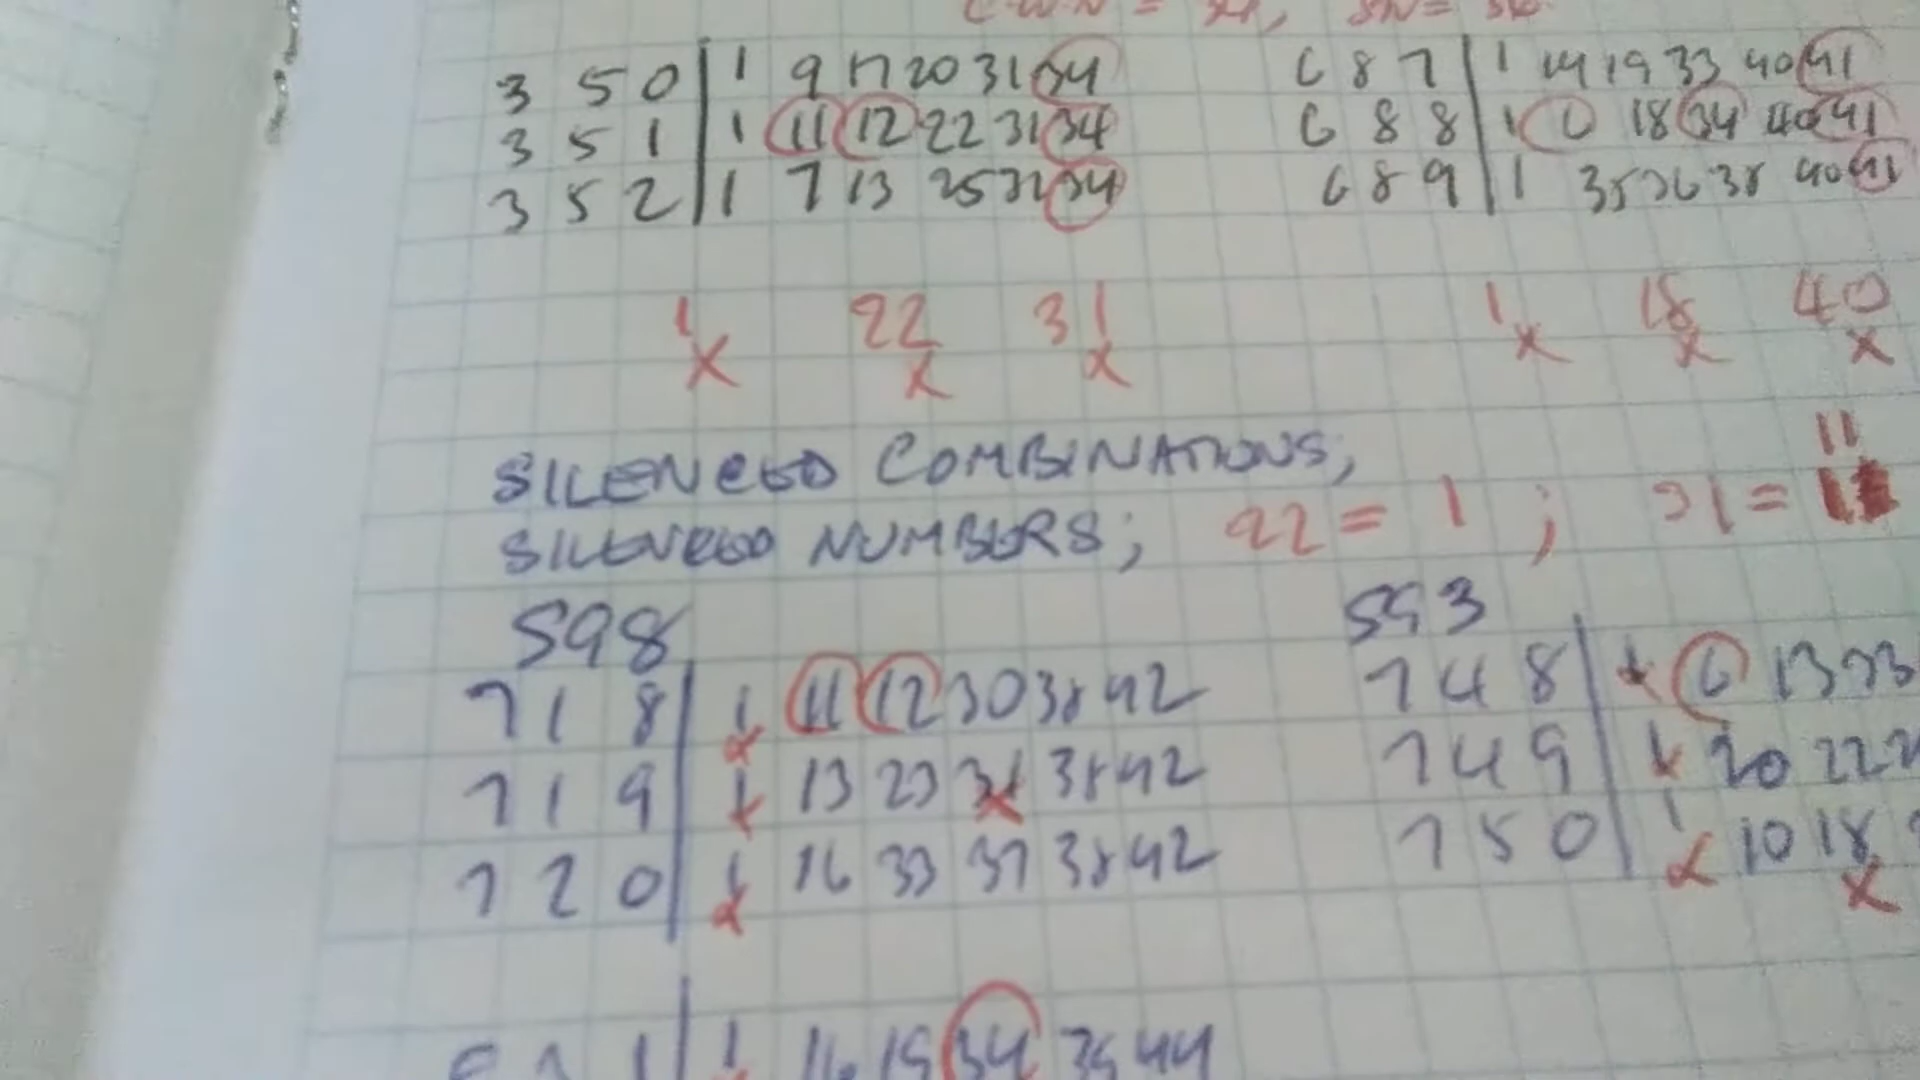 3 5 0 | 1 9 17 20 31 34
3 5 1 | 1 11 12 22 31 34
3 5 2 | 1 7 13 25 32 34
6 8 7 | 1 14 19 33 40 41
6 8 8 | 1 6 18 34 40 41
6 8 9 | 1 35 36 38 40 41
1 22 31
x x x
1 18 40
x x x
SILENCED COMBINATIONS;
11
SILENCED NUMBERS; 22 = 1 ; 31 =
598
7 1 8 | 1 11 12 30 38 42
7 1 9 | 1 13 23 31 38 42
7 2 0 | 1 16 33 37 38 42
593
7 4 8 | 1 6 13 33
7 4 9 | 1 20 22
7 5 0 | 1 10 18
1 | 1 16 19 34 39 44